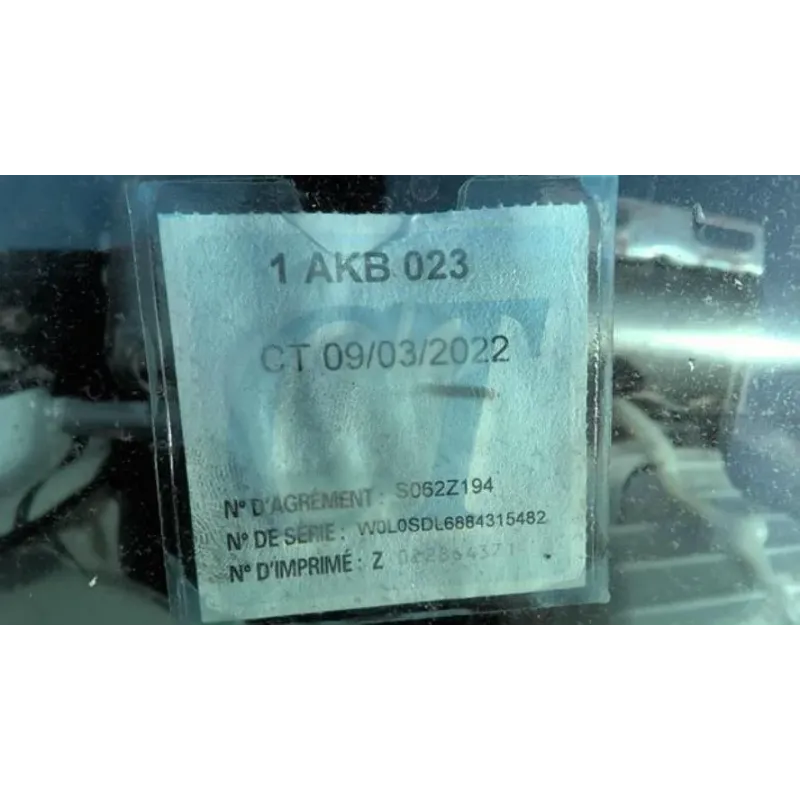 1 AKB 023
CT 09/03/2022
N° D'AGRÉMENT : S062Z194
N° DE SÉRIE : W0L0SDL6884315482
N° D'IMPRIMÉ : Z